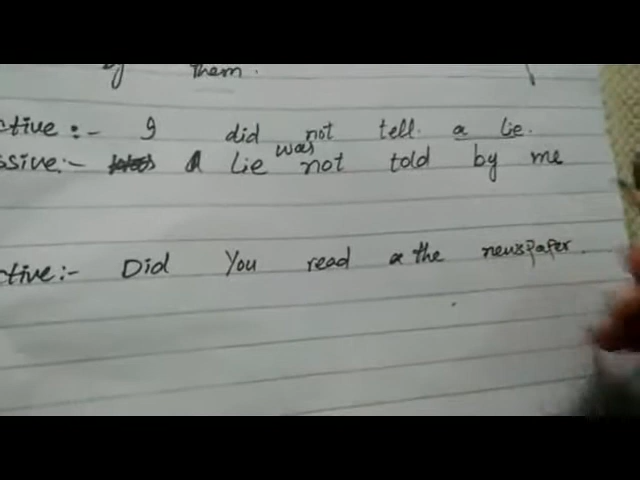 by them.
ctive:- I did not tell. a lie.
ssive:- A lie was not told by me
ctive:- Did You read the newspaper.